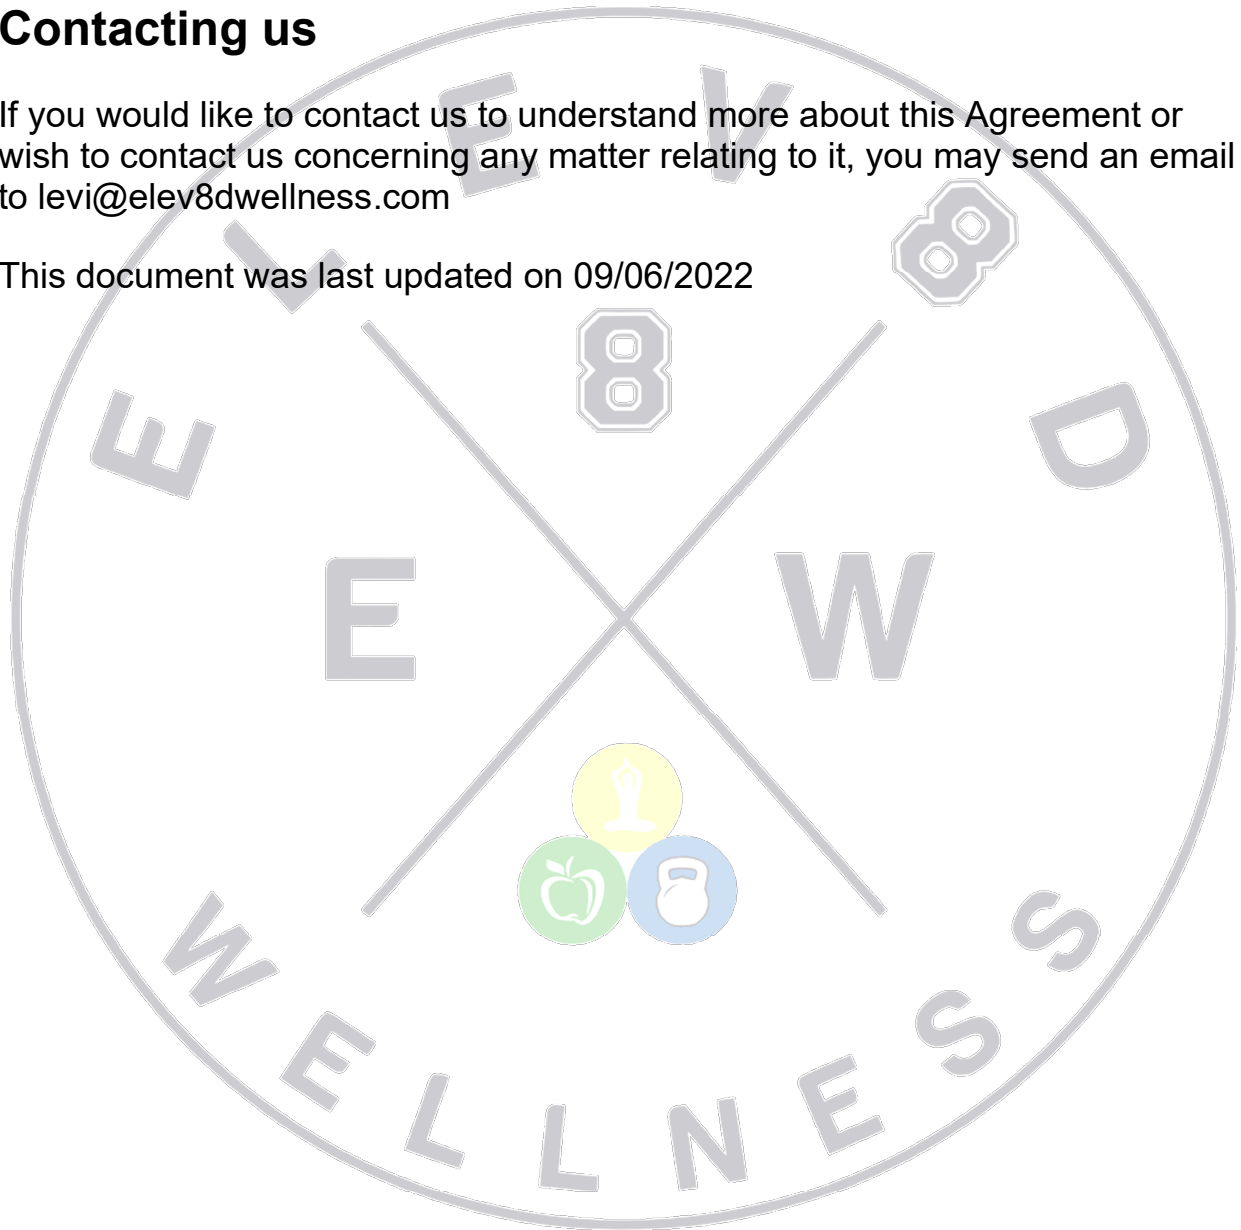 Contacting us
If you would like to contact us to understand more about this Agreement or
wish to contact us concerning any matter relating to it, you may send an email
to levi@elev8dwellness.com
This document was last updated on 09/06/2022
ELEV8D
8
E W
WELLNESS